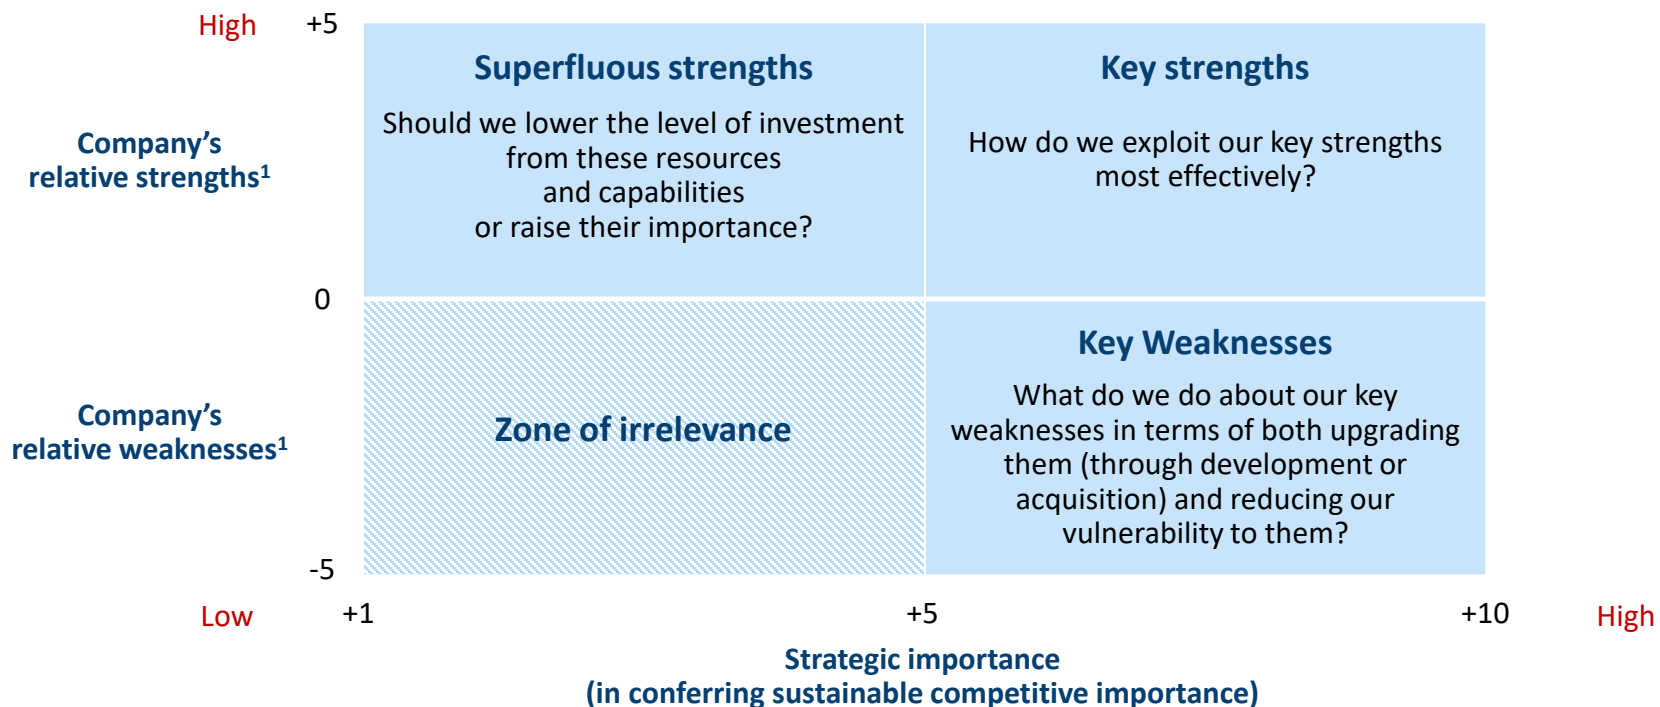 High
+5
Superfluous strengths
Should we lower the level of investment
from these resources
and capabilities
or raise their importance?
Key strengths
How do we exploit our key strengths
most effectively?
Company's
relative strengths¹
0
Zone of irrelevance
Key Weaknesses
What do we do about our key
weaknesses in terms of both upgrading
them (through development or
acquisition) and reducing our
vulnerability to them?
Company's
relative weaknesses¹
-5
Low
+1
+5
+10
High
Strategic importance
(in conferring sustainable competitive importance)